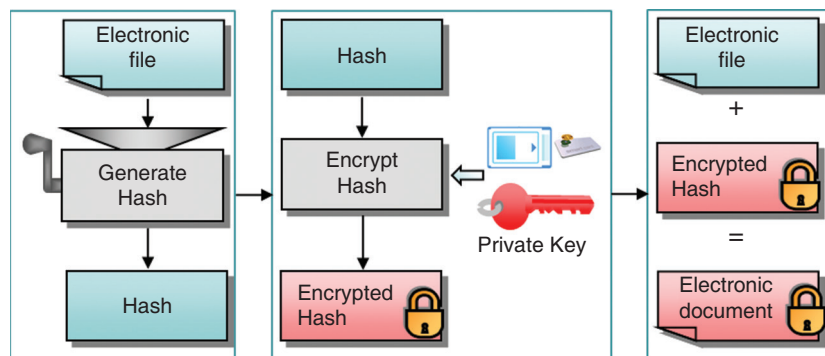 Electronic
file
Generate
Hash
Hash
Hash
Encrypt
Hash
Private Key
Encrypted
Hash
Electronic
file
+
Encrypted
Hash
=
Electronic
document